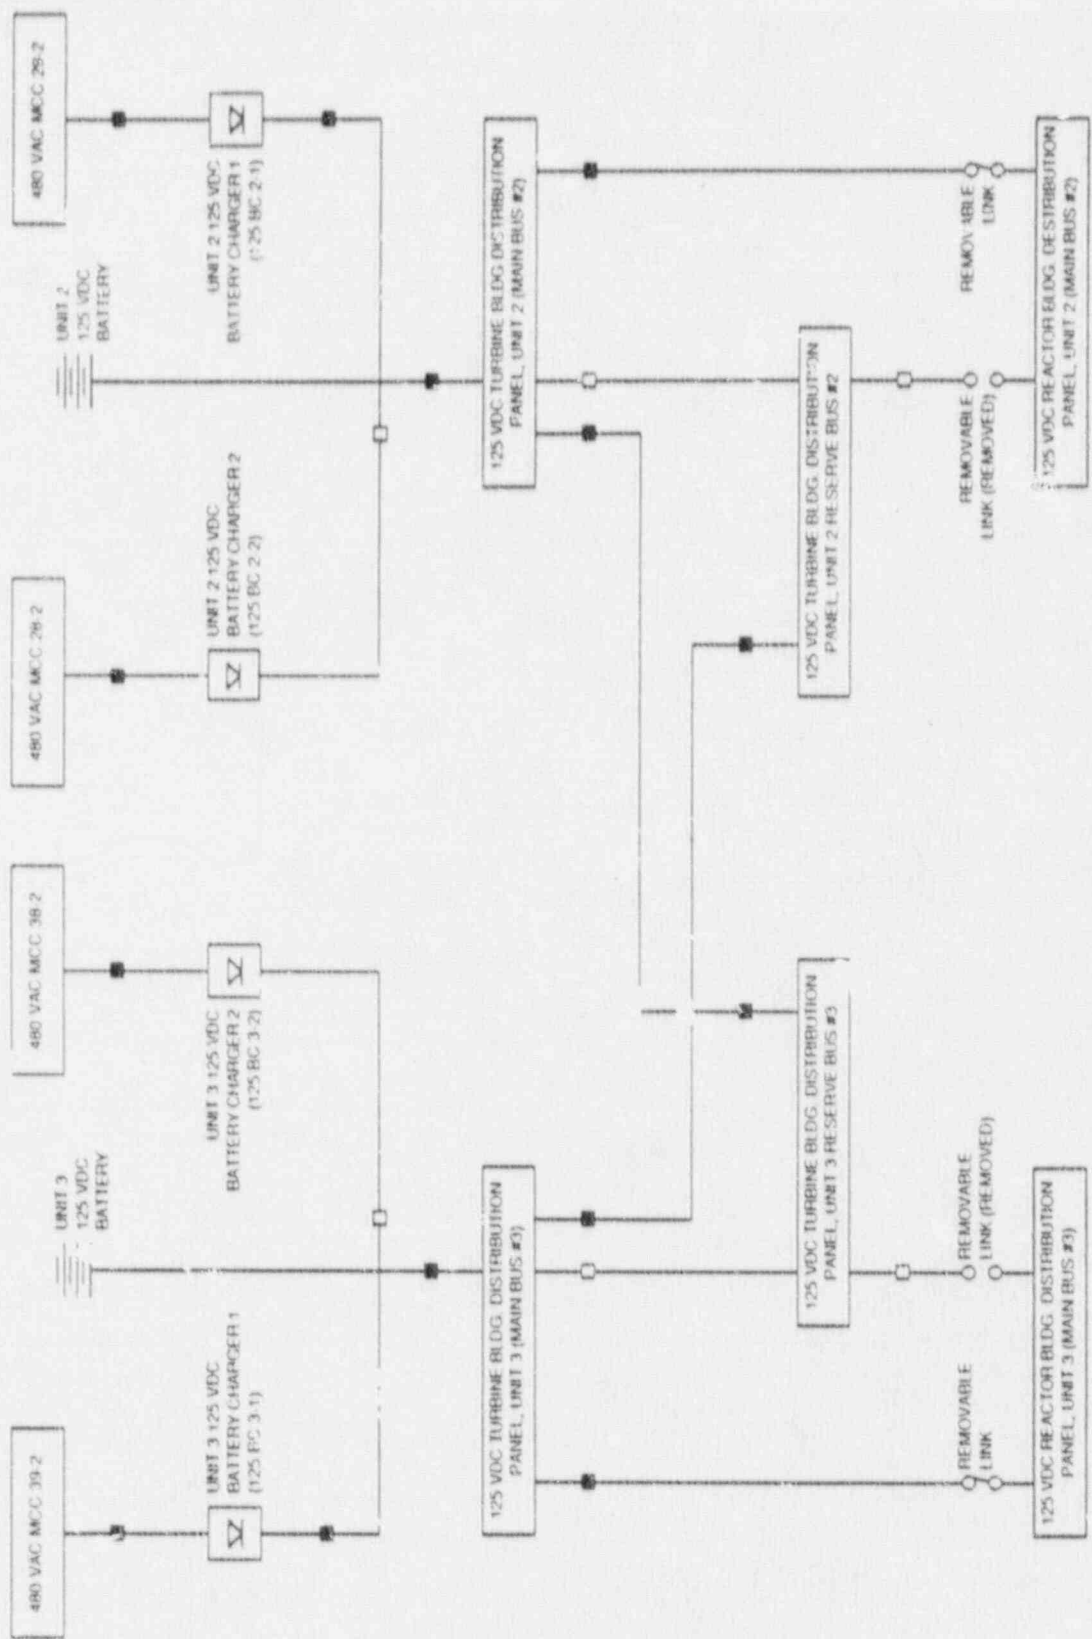 480 VAC MCC 39-2
UNIT 3
125 VDC
BATTERY
480 VAC MCC 38-2
480 VAC MCC 28-2
UNIT 2
125 VDC
BATTERY
480 VAC MCC 29-2
UNIT 3 125 VDC
BATTERY CHARGER 1
(125 BC 3-1)
UNIT 3 125 VDC
BATTERY CHARGER 2
(125 BC 3-2)
UNIT 2 125 VDC
BATTERY CHARGER 2
(125 BC 2-2)
UNIT 2 125 VDC
BATTERY CHARGER 1
(125 BC 2-1)
125 VDC TURBINE BLDG. DISTRIBUTION
PANEL, UNIT 3 (MAIN BUS #3)
125 VDC TURBINE BLDG. DISTRIBUTION
PANEL, UNIT 2 (MAIN BUS #2)
125 VDC TURBINE BLDG. DISTRIBUTION
PANEL, UNIT 3 RESERVE BUS #3
125 VDC TURBINE BLDG. DISTRIBUTION
PANEL, UNIT 2 RESERVE BUS #2
REMOVABLE
LINK
REMOVABLE
LINK (REMOVED)
REMOVABLE
LINK (REMOVED)
REMOVABLE
LINK
125 VDC REACTOR BLDG. DISTRIBUTION
PANEL, UNIT 3 (MAIN BUS #3)
125 VDC REACTOR BLDG. DESTRIBUTION
PANEL, UNIT 2 (MAIN BUS #2)